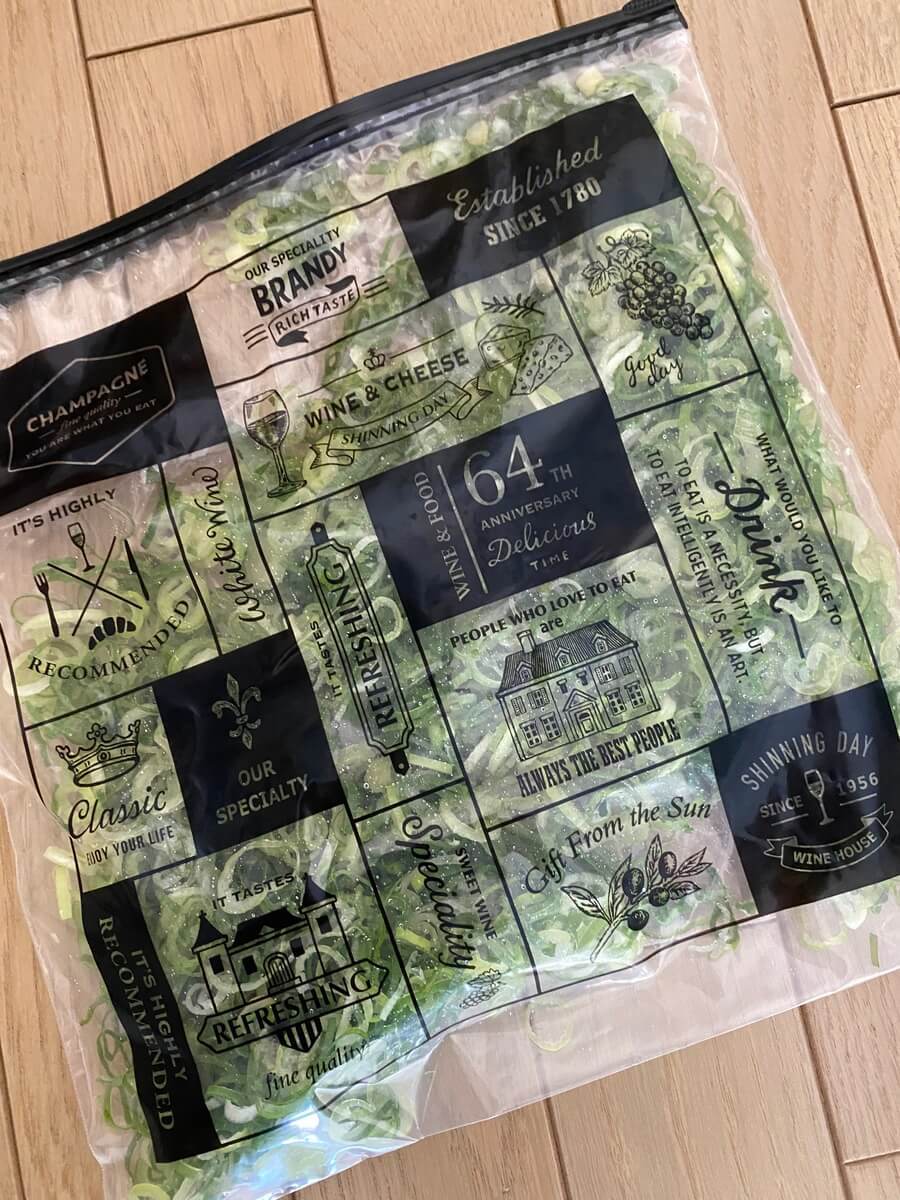 Established
SINCE 1780
OUR SPECIALITY
BRANDY
RICH TASTE
CHAMPAGNE
fine quality
YOU ARE WHAT YOU EAT
WINE & CHEESE
SHINNING DAY
good
day
IT'S HIGHLY
RECOMMENDED
White Wine
IT TASTES
REFRESHING
WINE & FOOD
64 TH
ANNIVERSARY
Delicious
TIME
WHAT WOULD YOU LIKE TO
Drink
TO EAT IS A NECESSITY, BUT
TO EAT INTELLIGENTLY IS AN ART.
PEOPLE WHO LOVE TO EAT
are
ALWAYS THE BEST PEOPLE
Classic
OUR
SPECIALTY
SHINNING DAY
SINCE 1956
WINE HOUSE
IT'S HIGHLY
RECOMMENDED
IT TASTES
REFRESHING
fine quality
SWEET WINE
Speciality
Gift From the Sun
YOUR LIFE